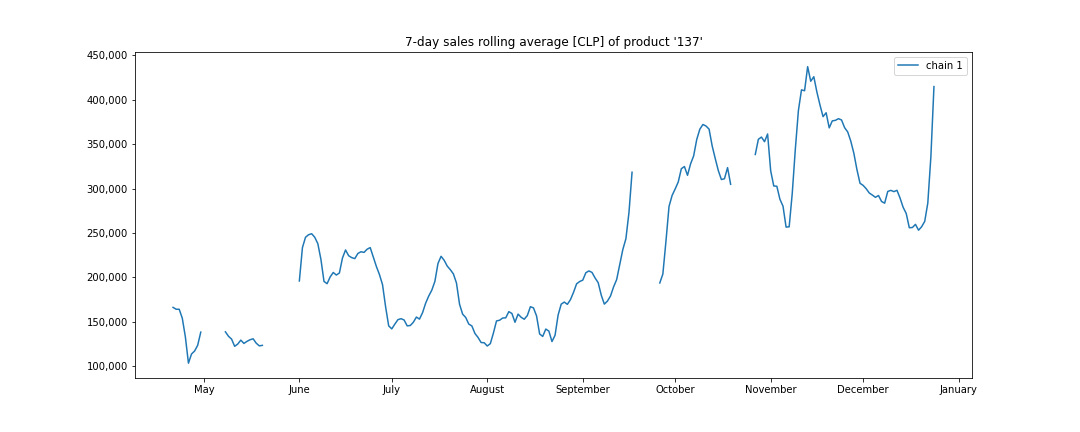 7-day sales rolling average [CLP] of product '137'
chain 1
450,000
400,000
350,000
300,000
250,000
200,000
150,000
100,000
May June July August September October November December January